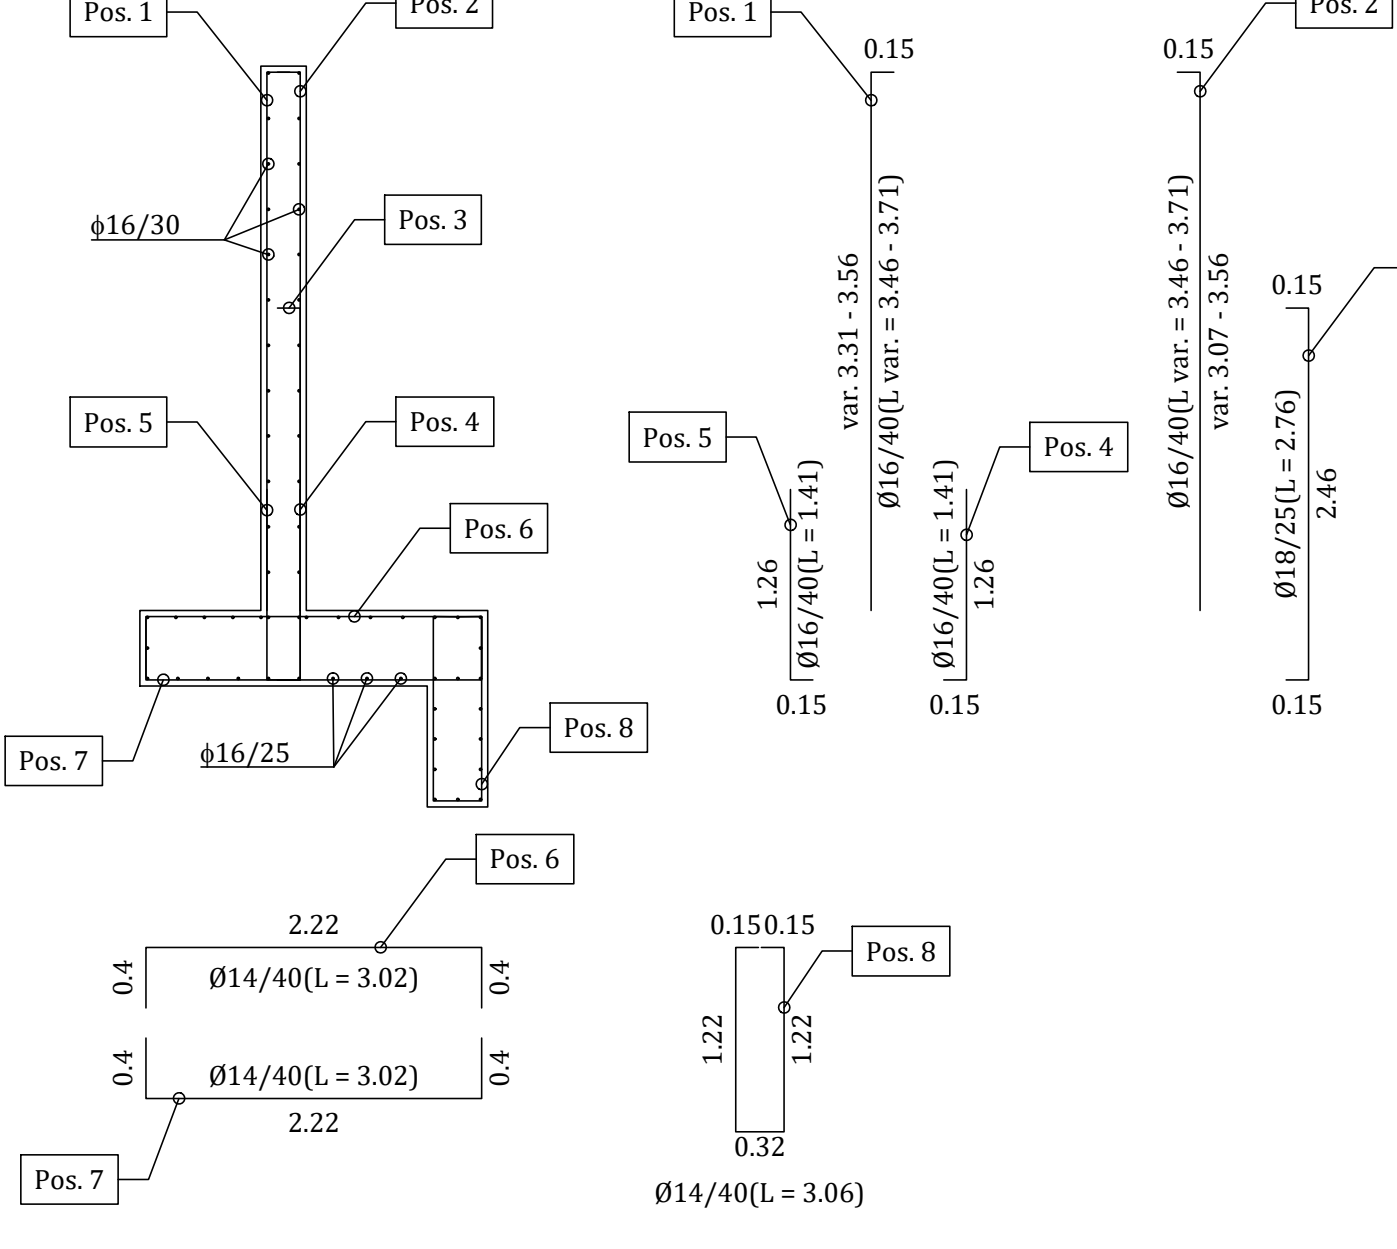 Pos. 1
Pos. 2
Pos. 1
Pos. 2
0.15
0.15
ϕ16/30
Pos. 3
var. 3.31 - 3.56
Ø16/40(L var. = 3.46 - 3.71)
Ø16/40(L var. = 3.46 - 3.71)
var. 3.07 - 3.56
0.15
Pos. 5
Pos. 4
Pos. 5
Pos. 4
1.26
Ø16/40(L = 1.41)
Ø16/40(L = 1.41)
1.26
Ø18/25(L = 2.76)
2.46
Pos. 6
0.15
0.15
0.15
Pos. 7
ϕ16/25
Pos. 8
Pos. 6
2.22
0.4
Ø14/40(L = 3.02)
0.4
0.15
0.15
Pos. 8
1.22
1.22
0.32
Ø14/40(L = 3.06)
0.4
Ø14/40(L = 3.02)
0.4
2.22
Pos. 7